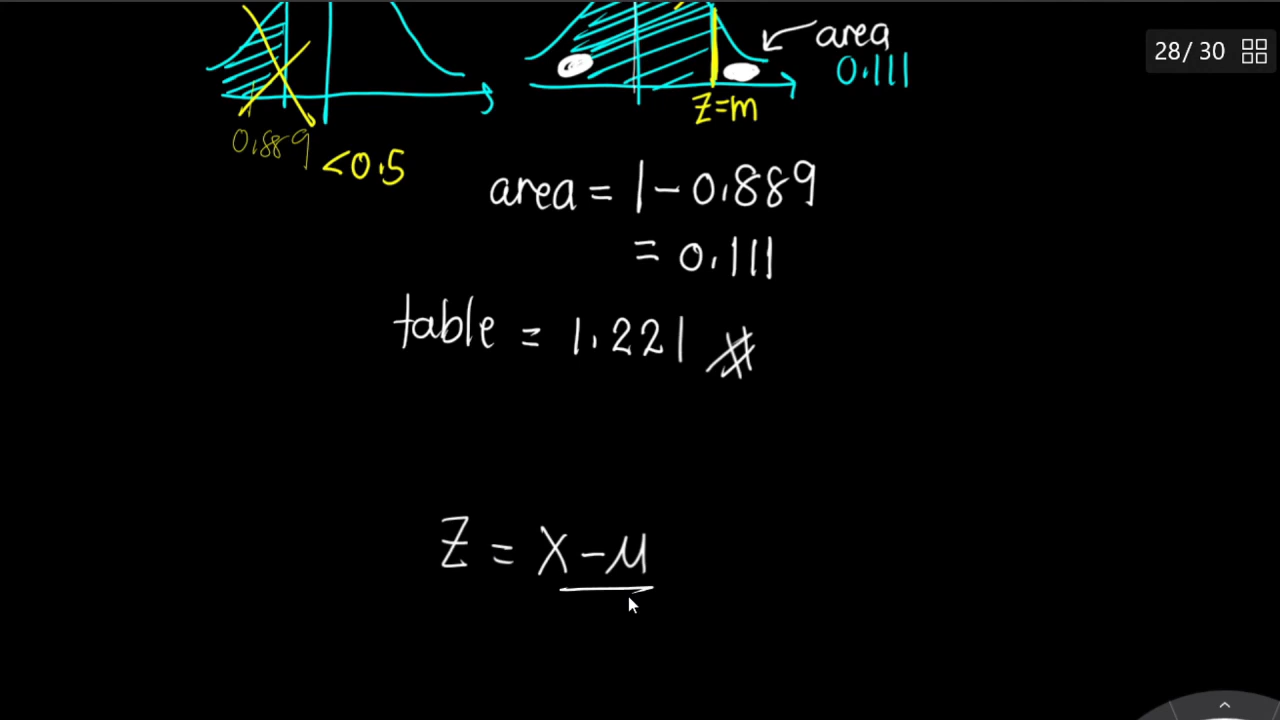 28/ 30
area
0.111
Z=m
0.889
<0.5
area = 1-0.889
= 0.111
table = 1.221 #
Z = X-μ